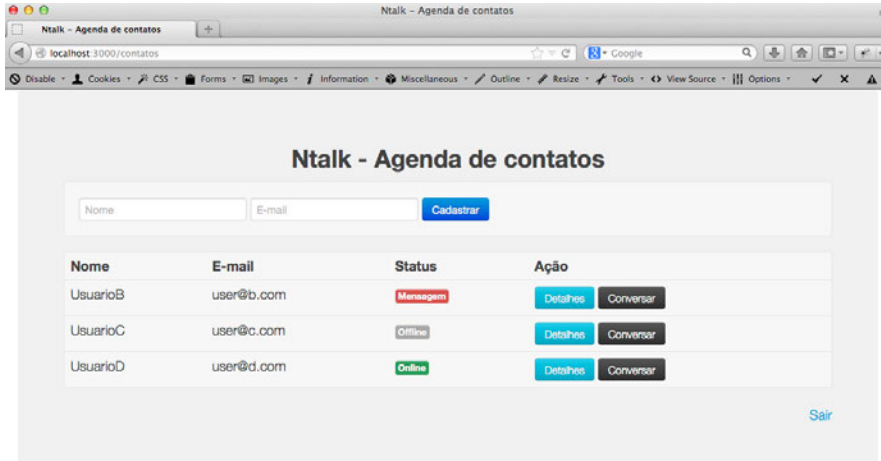 Ntalk - Agenda de contatos
Ntalk - Agenda de contatos
localhost:3000/contatos
Google
Disable Cookies CSS Forms Images Information Miscellaneous Outline Resize Tools View Source Options
Ntalk - Agenda de contatos
Nome E-mail Cadastrar
Nome E-mail Status Ação
UsuarioB user@b.com Mensagem Detalhes Conversar
UsuarioC user@c.com Offline Detalhes Conversar
UsuarioD user@d.com Online Detalhes Conversar
Sair